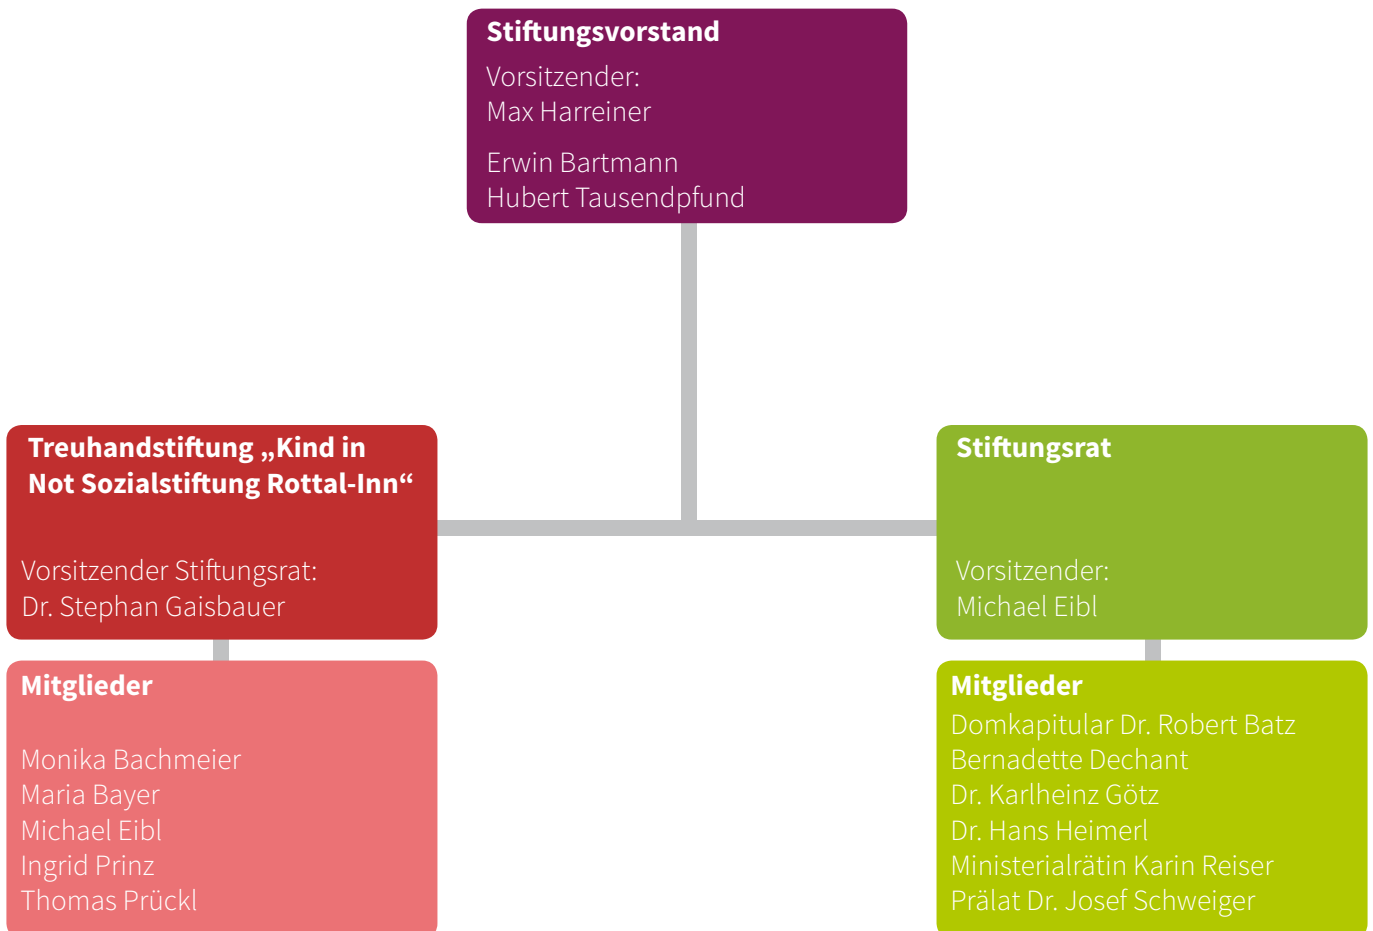 Stiftungsvorstand
Vorsitzender:
Max Harreiner
Erwin Bartmann
Hubert Tausendpfund
Treuhandstiftung „Kind in
Not Sozialstiftung Rottal-Inn“
Vorsitzender Stiftungsrat:
Dr. Stephan Gaisbauer
Mitglieder
Monika Bachmeier
Maria Bayer
Michael Eibl
Ingrid Prinz
Thomas Prückl
Stiftungsrat
Vorsitzender:
Michael Eibl
Mitglieder
Domkapitular Dr. Robert Batz
Bernadette Dechant
Dr. Karlheinz Götz
Dr. Hans Heimerl
Ministerialrätin Karin Reiser
Prälat Dr. Josef Schweiger